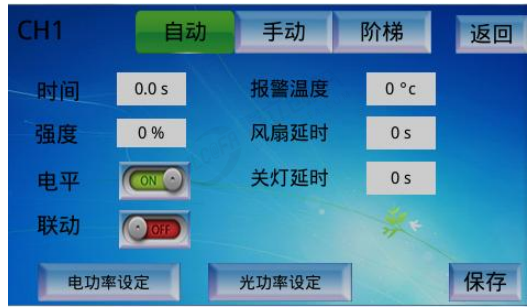 CH1 自动 手动 阶梯 返回
时间 0.0 s 报警温度 0 °c
强度 0 % 风扇延时 0 s
电平 ON 关灯延时 0 s
联动 OFF
电功率设定 光功率设定 保存